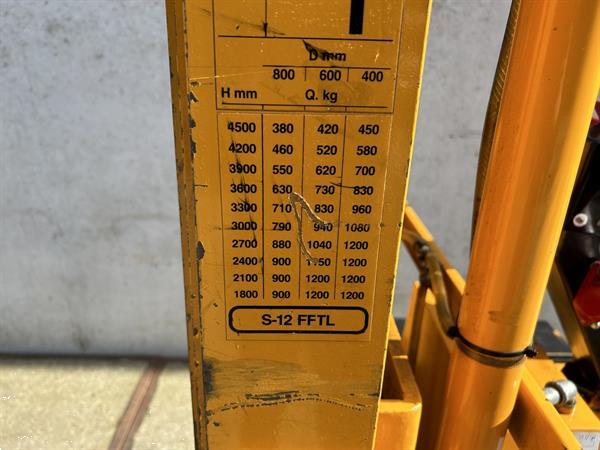 D mm
800 600 400
H mm Q. kg
4500 380 420 450
4200 460 520 580
3900 550 620 700
3600 630 730 830
3300 710 830 960
3000 790 940 1080
2700 880 1040 1200
2400 900 1150 1200
2100 900 1200 1200
1800 900 1200 1200
S-12 FFTL